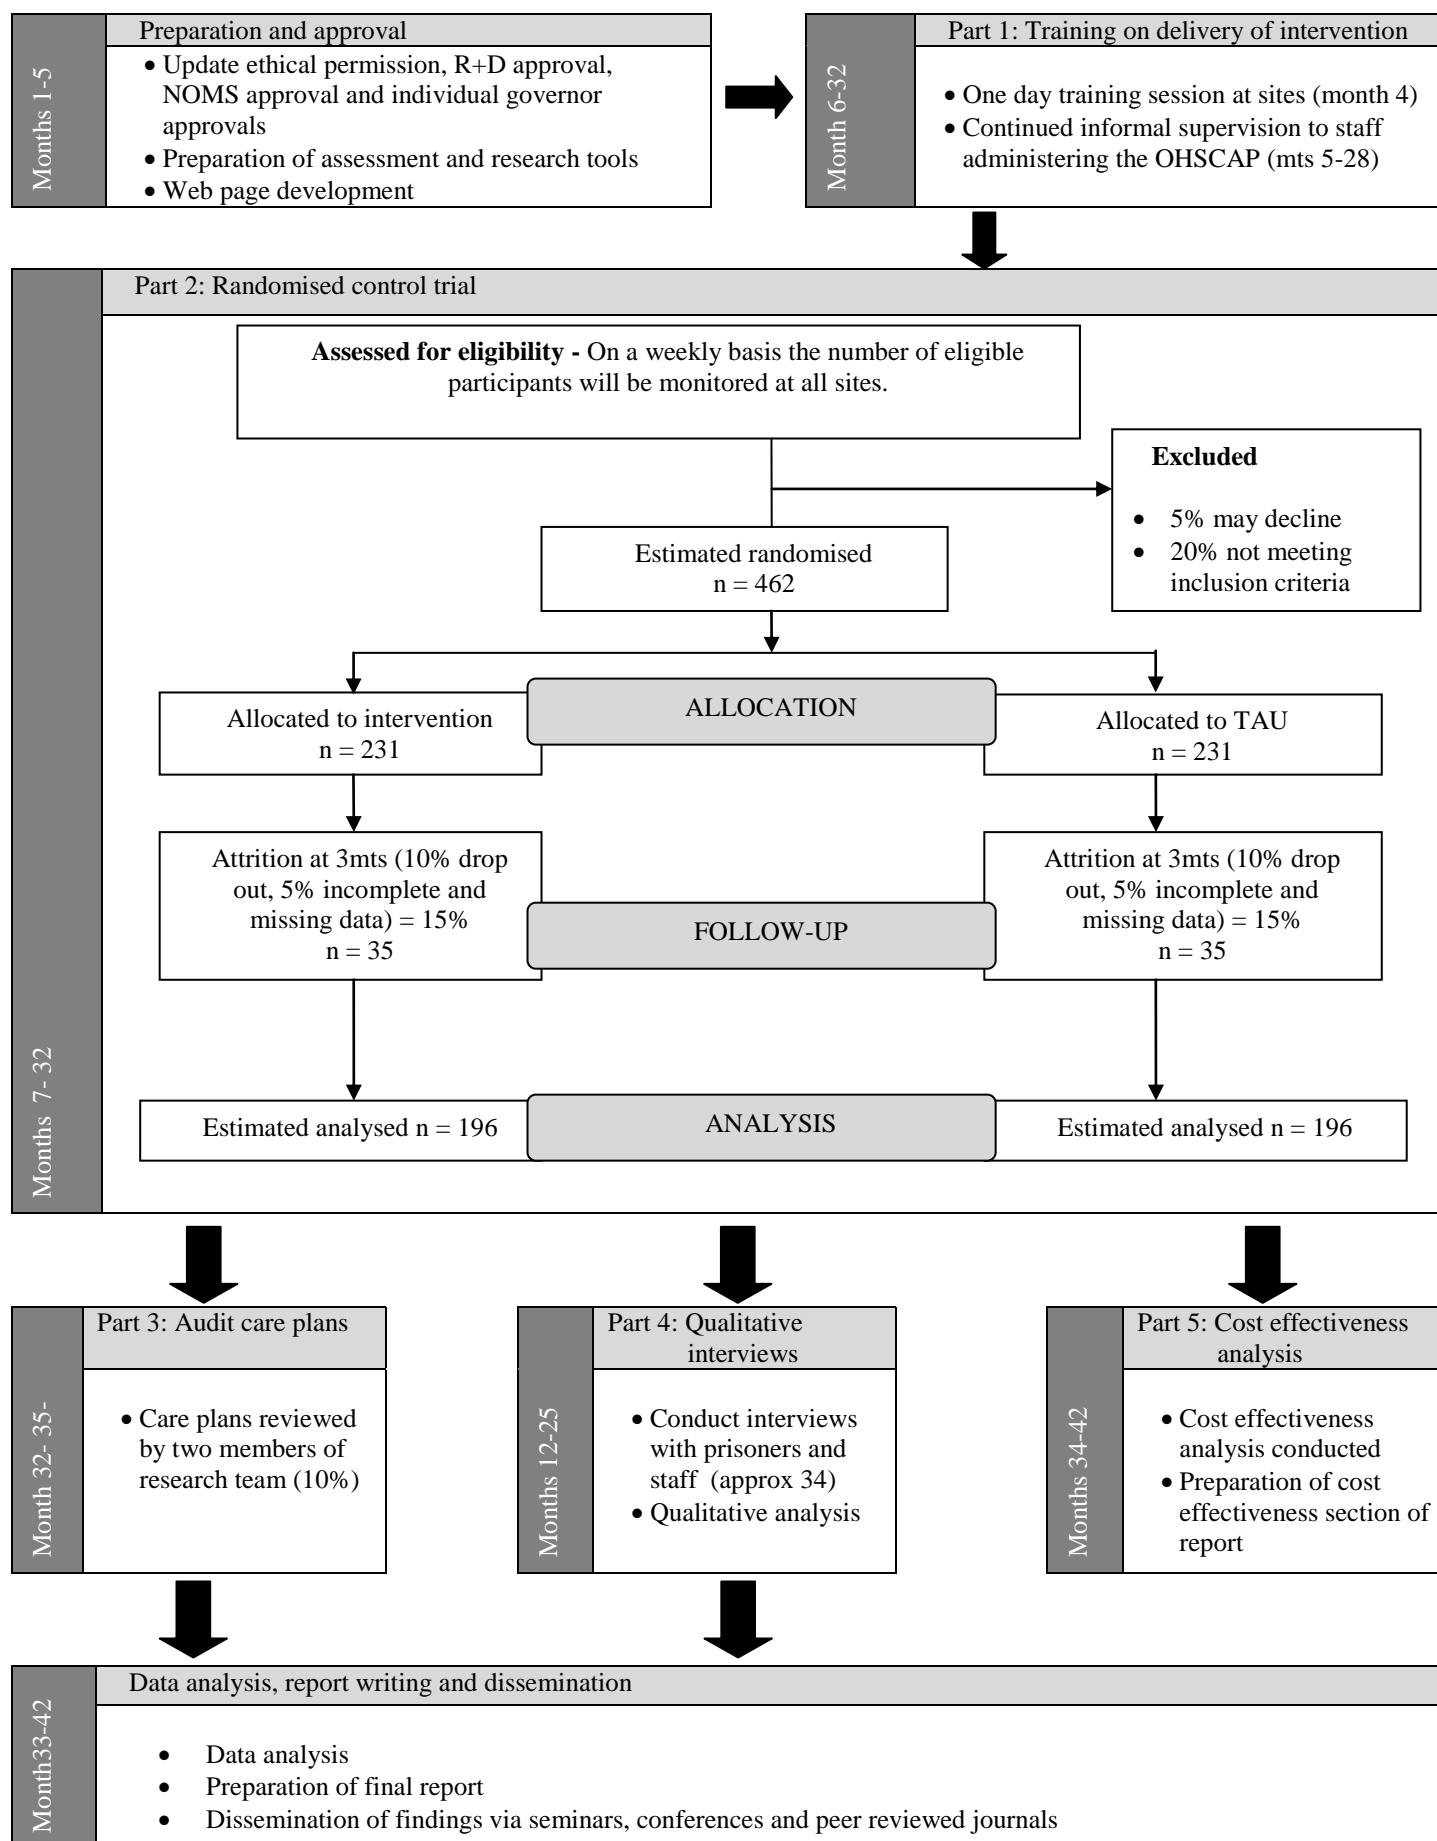 Preparation and approval
Months 1-5
• Update ethical permission, R+D approval,
NOMS approval and individual governor
approvals
• Preparation of assessment and research tools
• Web page development
Part 1: Training on delivery of intervention
Month 6-32
• One day training session at sites (month 4)
• Continued informal supervision to staff
administering the OHSCAP (mts 5-28)
Part 2: Randomised control trial
Months 7- 32
Assessed for eligibility - On a weekly basis the number of eligible
participants will be monitored at all sites.
Excluded
• 5% may decline
• 20% not meeting
inclusion criteria
Estimated randomised
n = 462
ALLOCATION
Allocated to intervention
n = 231
Allocated to TAU
n = 231
Attrition at 3mts (10% drop
out, 5% incomplete and
missing data) = 15%
n = 35
FOLLOW-UP
Attrition at 3mts (10% drop
out, 5% incomplete and
missing data) = 15%
n = 35
Estimated analysed n = 196
ANALYSIS
Estimated analysed n = 196
Part 3: Audit care plans
Month 32- 35-
• Care plans reviewed
by two members of
research team (10%)
Part 4: Qualitative
interviews
Months 12-25
• Conduct interviews
with prisoners and
staff (approx 34)
• Qualitative analysis
Part 5: Cost effectiveness
analysis
Months 34-42
• Cost effectiveness
analysis conducted
• Preparation of cost
effectiveness section of
report
Data analysis, report writing and dissemination
Month33-42
• Data analysis
• Preparation of final report
• Dissemination of findings via seminars, conferences and peer reviewed journals